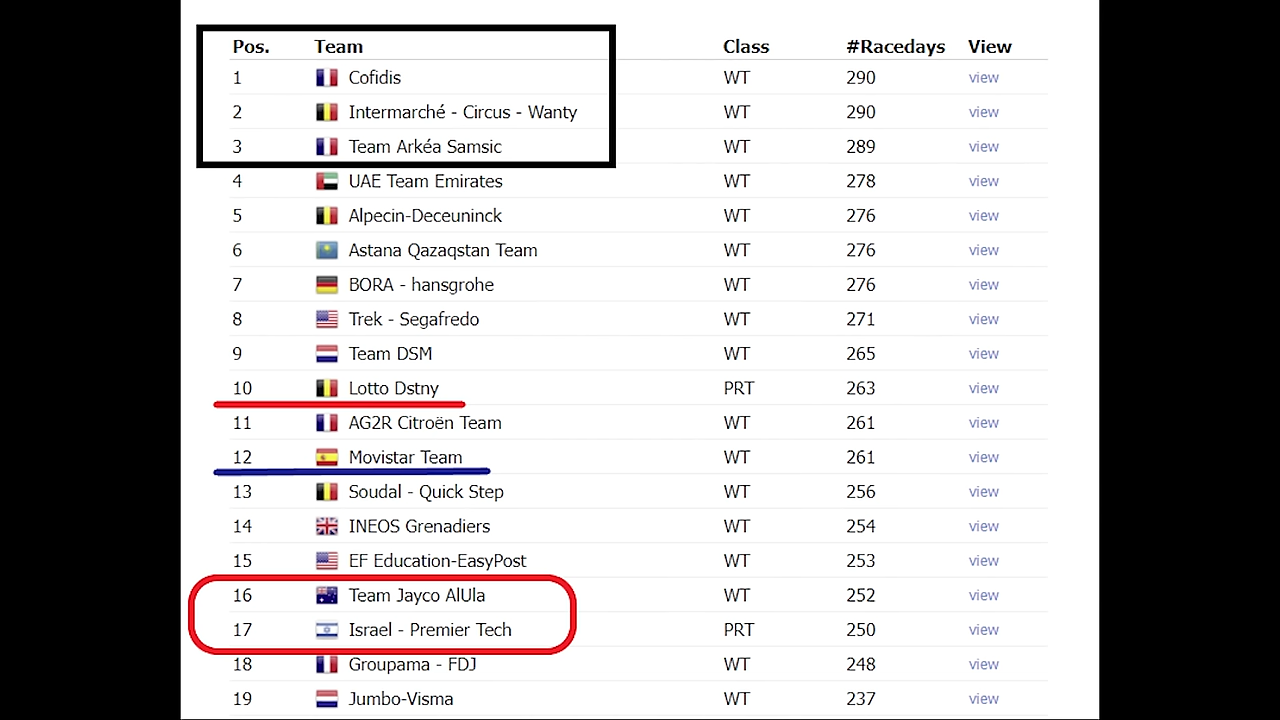 Pos. Team Class #Racedays View
1 Cofidis WT 290 view
2 Intermarché - Circus - Wanty WT 290 view
3 Team Arkéa Samsic WT 289 view
4 UAE Team Emirates WT 278 view
5 Alpecin-Deceuninck WT 276 view
6 Astana Qazaqstan Team WT 276 view
7 BORA - hansgrohe WT 276 view
8 Trek - Segafredo WT 271 view
9 Team DSM WT 265 view
10 Lotto Dstny PRT 263 view
11 AG2R Citroën Team WT 261 view
12 Movistar Team WT 261 view
13 Soudal - Quick Step WT 256 view
14 INEOS Grenadiers WT 254 view
15 EF Education-EasyPost WT 253 view
16 Team Jayco AlUla WT 252 view
17 Israel - Premier Tech PRT 250 view
18 Groupama - FDJ WT 248 view
19 Jumbo-Visma WT 237 view